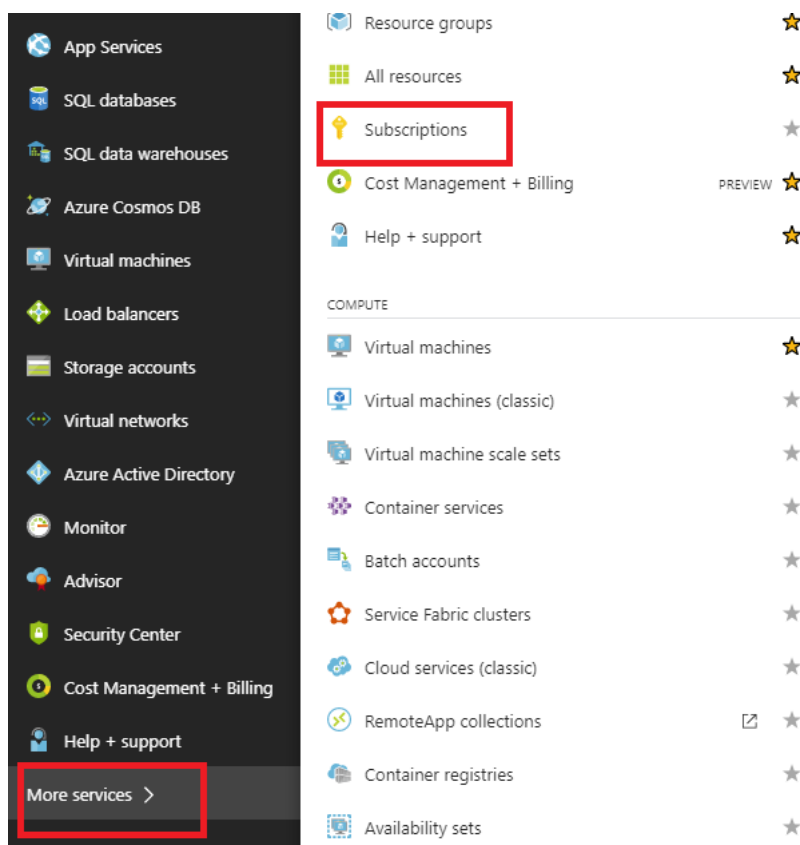 App Services
SQL
SQL databases
SQL data warehouses
Azure Cosmos DB
Virtual machines
Load balancers
Storage accounts
Virtual networks
Azure Active Directory
Monitor
Advisor
Security Center
Cost Management + Billing
Help + support
More services
Resource groups
All resources
Subscriptions
Cost Management + Billing PREVIEW
Help + support
COMPUTE
Virtual machines
Virtual machines (classic)
Virtual machine scale sets
Container services
Batch accounts
Service Fabric clusters
Cloud services (classic)
RemoteApp collections
Container registries
Availability sets